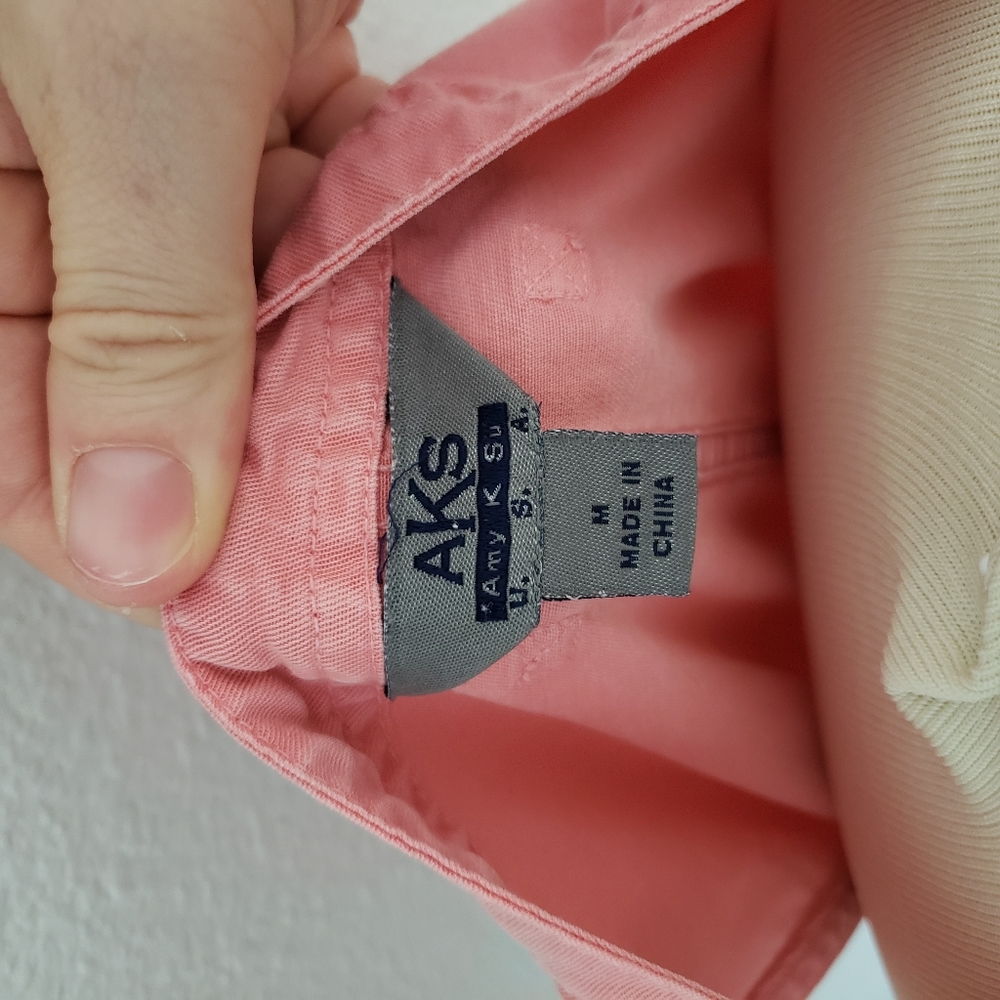 AKS
Amy K Su
U. S. A.
M
MADE IN
CHINA